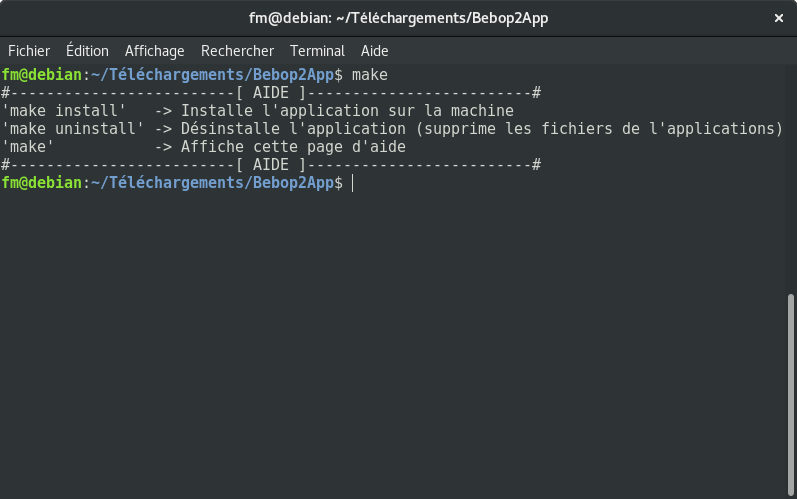 fm@debian: ~/Téléchargements/Bebop2App
Fichier Édition Affichage Rechercher Terminal Aide
fm@debian:~/Téléchargements/Bebop2App$ make
#-------------------------[ AIDE ]-------------------------#
'make install'   -> Installe l'application sur la machine
'make uninstall' -> Désinstalle l'application (supprime les fichiers de l'applications)
'make'           -> Affiche cette page d'aide
#-------------------------[ AIDE ]-------------------------#
fm@debian:~/Téléchargements/Bebop2App$